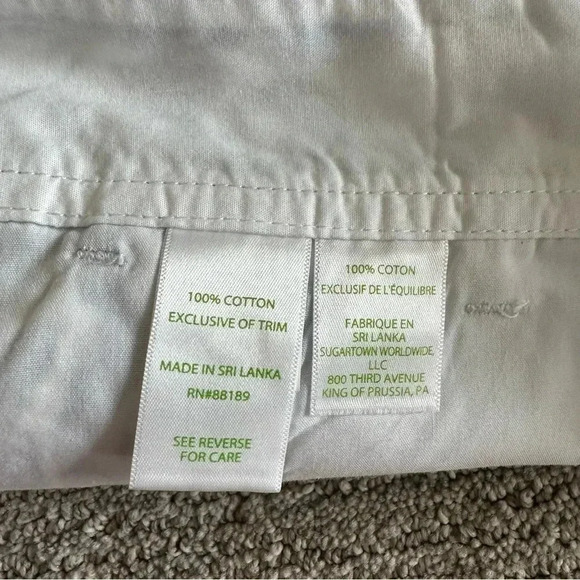 100% COTTON
EXCLUSIVE OF TRIM
MADE IN SRI LANKA
RN#88189
SEE REVERSE
FOR CARE
100% COTON
EXCLUSIF DE L'ÉQUILIBRE
FABRIQUE EN
SRI LANKA
SUGARTOWN WORLDWIDE,
LLC
800 THIRD AVENUE
KING OF PRUSSIA, PA